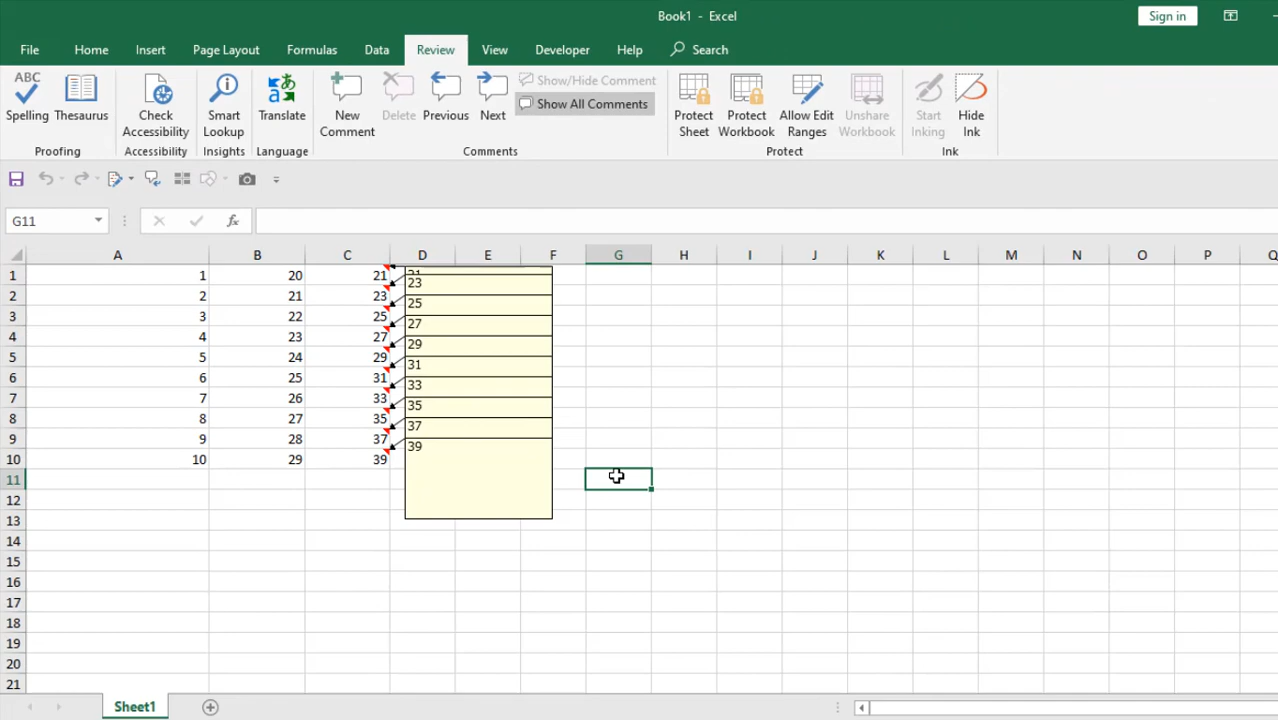 Book1 - Excel
Sign in
File Home Insert Page Layout Formulas Data Review View Developer Help Search
ABC
Spelling
Thesaurus
Proofing
Check
Accessibility
Accessibility
Smart
Lookup
Insights
Translate
Language
New
Comment
Delete
Previous
Next
Show/Hide Comment
Show All Comments
Comments
Protect
Sheet
Protect
Workbook
Allow Edit
Ranges
Unshare
Workbook
Protect
Start
Inking
Hide
Ink
Ink
G11
fx
A B C D E F G H I J K L M N O P Q
1 1 20 21
2 2 21 23 23
3 3 22 25 25
4 4 23 27 27
5 5 24 29 29
6 6 25 31 31
7 7 26 33 33
8 8 27 35 35
9 9 28 37 37
10 10 29 39 39
11
12
13
14
15
16
17
18
19
20
21
Sheet1